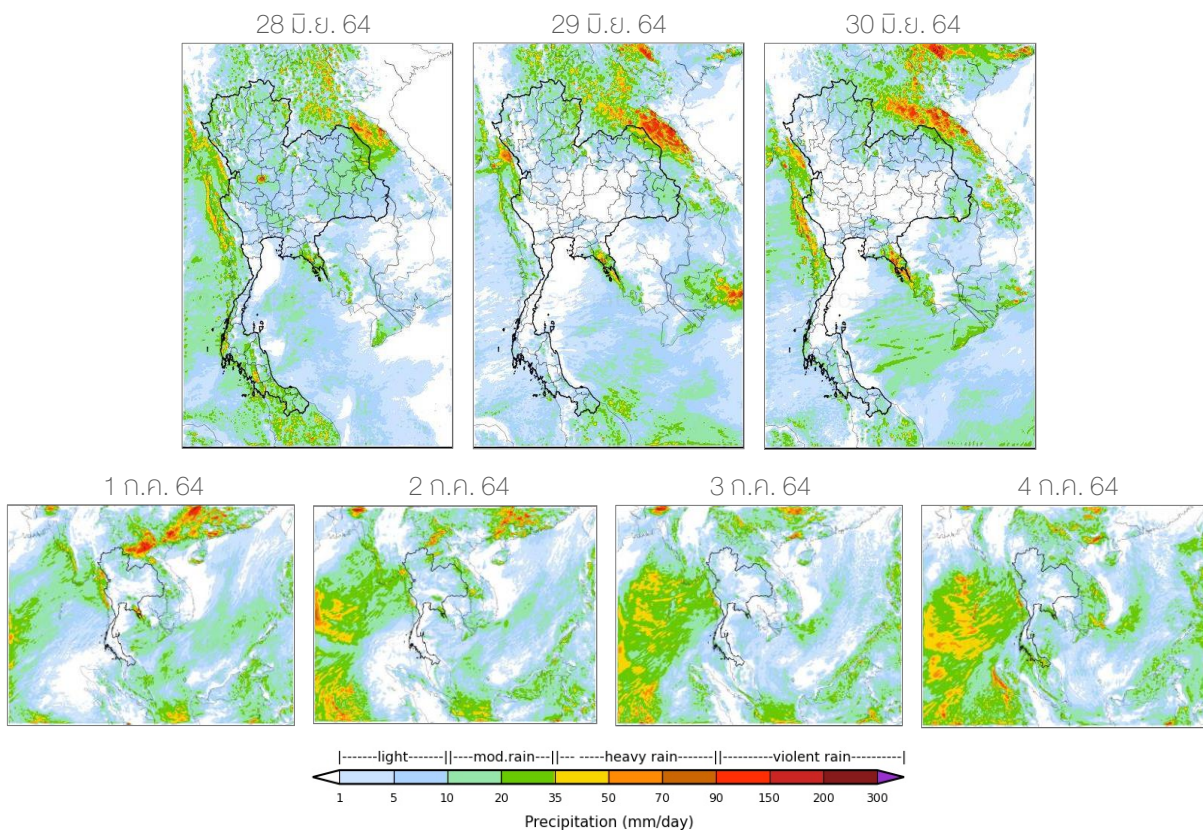 28 มิ.ย. 64 29 มิ.ย. 64 30 มิ.ย. 64
1 ก.ค. 64 2 ก.ค. 64 3 ก.ค. 64 4 ก.ค. 64
|------light------||----mod.rain---||--- -----heavy rain-------||---------violent rain---------|
1 5 10 20 35 50 70 90 150 200 300
Precipitation (mm/day)